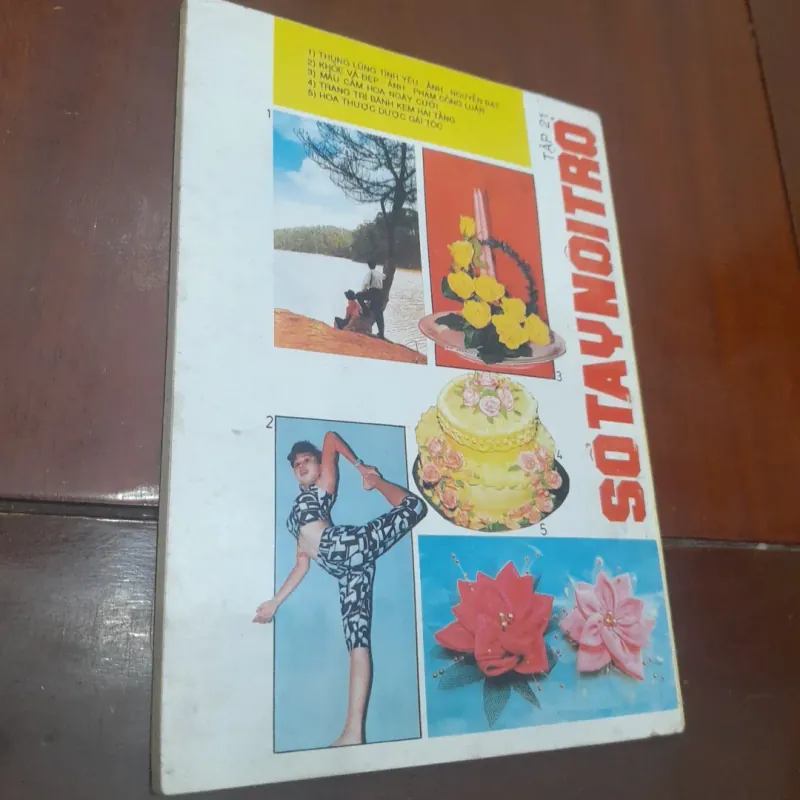 1) THUNG LŨNG TÌNH YÊU . ẢNH . NGUYỄN ĐẠT
2) KHỎE VÀ ĐẸP . ẢNH . PHẠM CÔNG LUẬN
3) MẪU CẮM HOA NGÀY CƯỚI
4) TRANG TRÍ BÁNH KEM HAI TẦNG
5) HOA THƯỢC DƯỢC GÀI TÓC
TẬP 21
SỔ TAY NỘI TRỢ
1
3
2
4
5